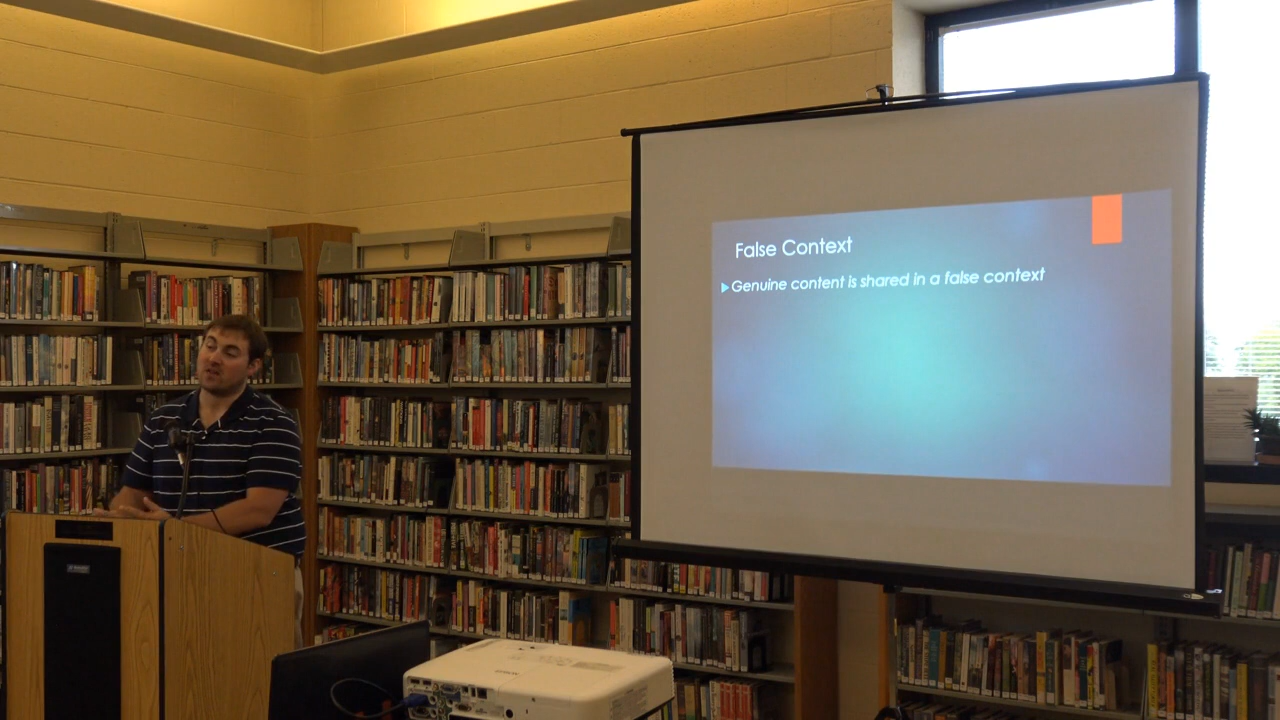 False Context
Genuine content is shared in a false context